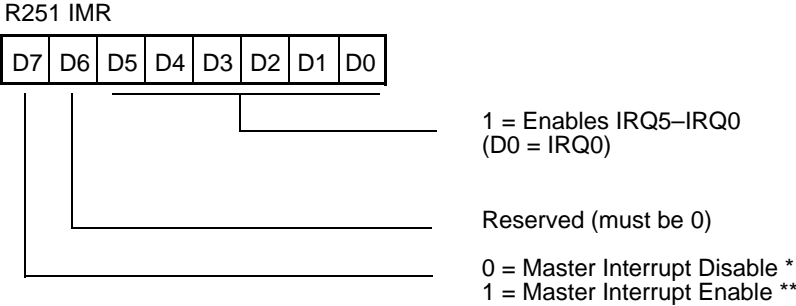 R251 IMR
D7 D6 D5 D4 D3 D2 D1 D0
1 = Enables IRQ5–IRQ0
(D0 = IRQ0)
Reserved (must be 0)
0 = Master Interrupt Disable *
1 = Master Interrupt Enable **